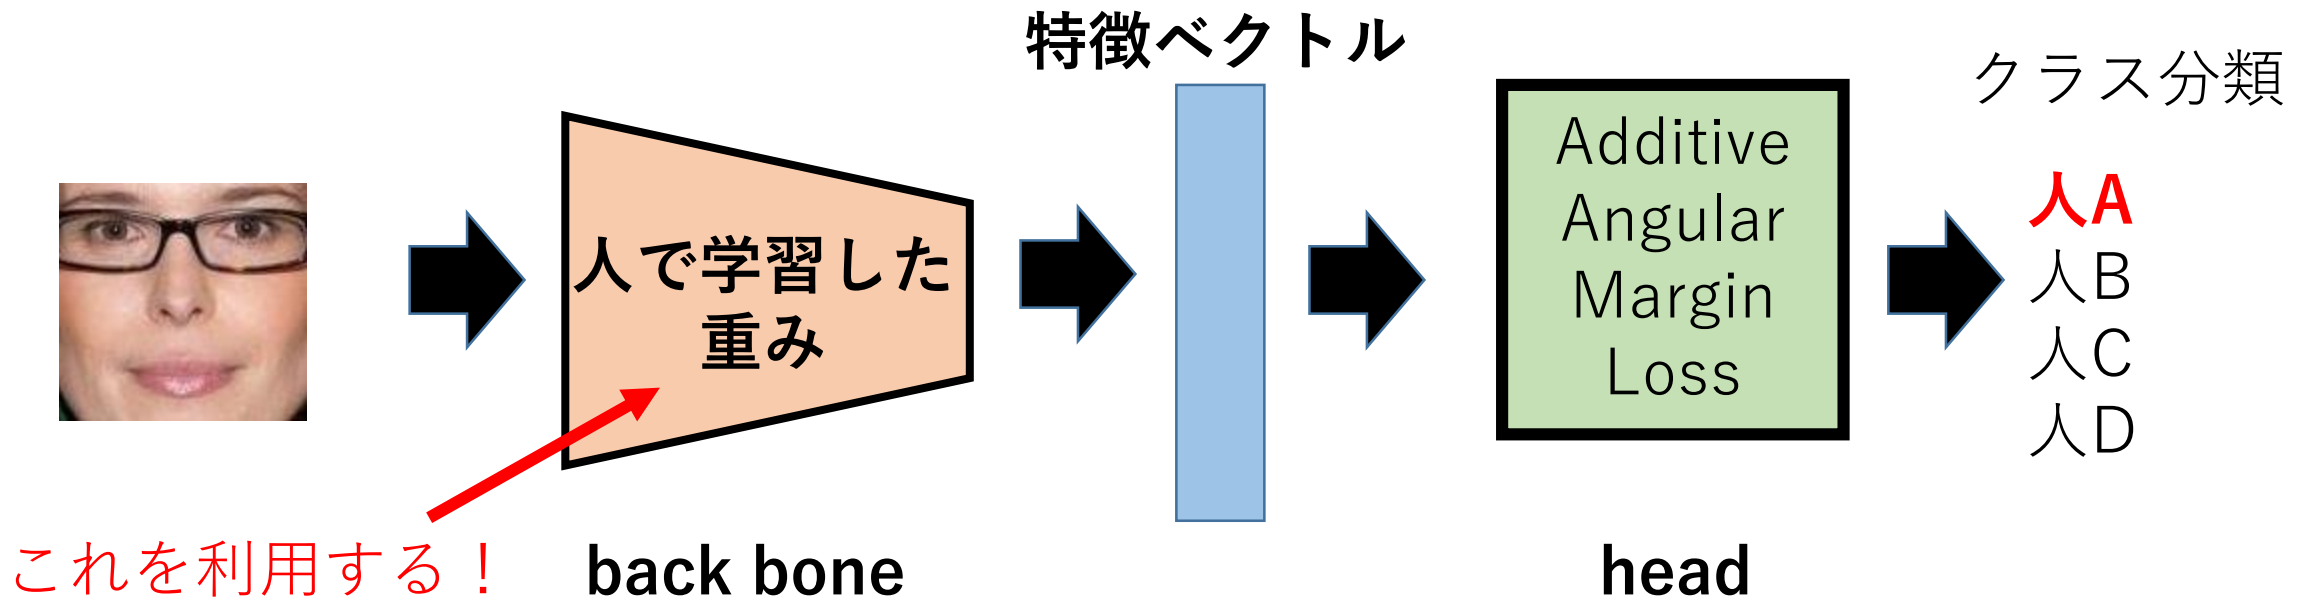 特徴ベクトル
クラス分類
人で学習した
重み
Additive
Angular
Margin
Loss
人A
人B
人C
人D
これを利用する！
back bone
head